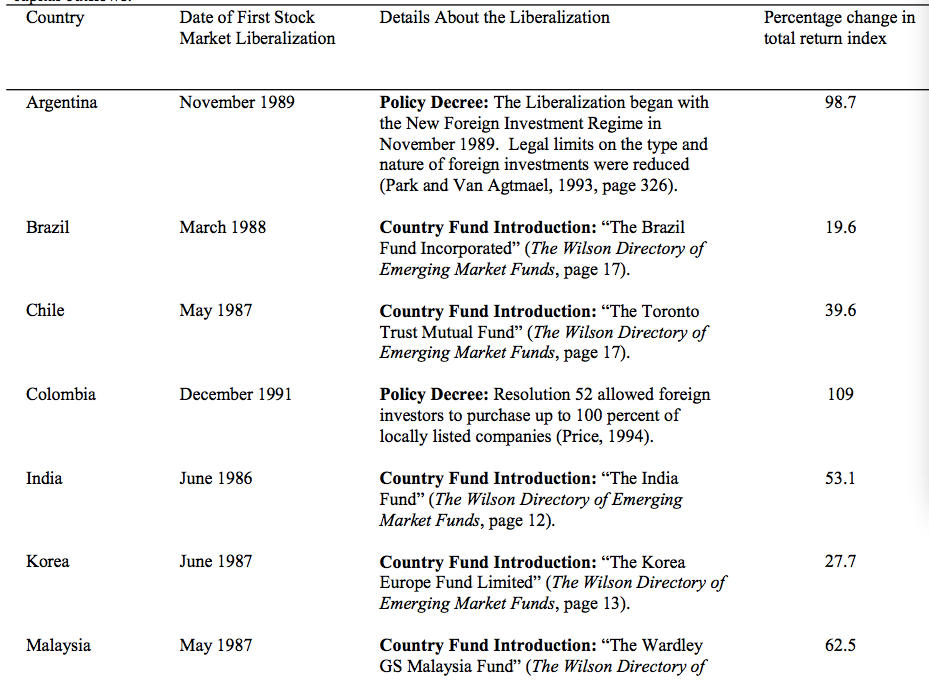 Country
Date of First Stock
Market Liberalization
Details About the Liberalization
Percentage change in
total return index
Argentina
November 1989
Policy Decree: The Liberalization began with
the New Foreign Investment Regime in
November 1989. Legal limits on the type and
nature of foreign investments were reduced
(Park and Van Agtmael, 1993, page 326).
98.7
Brazil
March 1988
Country Fund Introduction: “The Brazil
Fund Incorporated” (The Wilson Directory of
Emerging Market Funds, page 17).
19.6
Chile
May 1987
Country Fund Introduction: “The Toronto
Trust Mutual Fund” (The Wilson Directory of
Emerging Market Funds, page 17).
39.6
Colombia
December 1991
Policy Decree: Resolution 52 allowed foreign
investors to purchase up to 100 percent of
locally listed companies (Price, 1994).
109
India
June 1986
Country Fund Introduction: “The India
Fund” (The Wilson Directory of Emerging
Market Funds, page 12).
53.1
Korea
June 1987
Country Fund Introduction: “The Korea
Europe Fund Limited” (The Wilson Directory of
Emerging Market Funds, page 13).
27.7
Malaysia
May 1987
Country Fund Introduction: “The Wardley
GS Malaysia Fund” (The Wilson Directory of
62.5